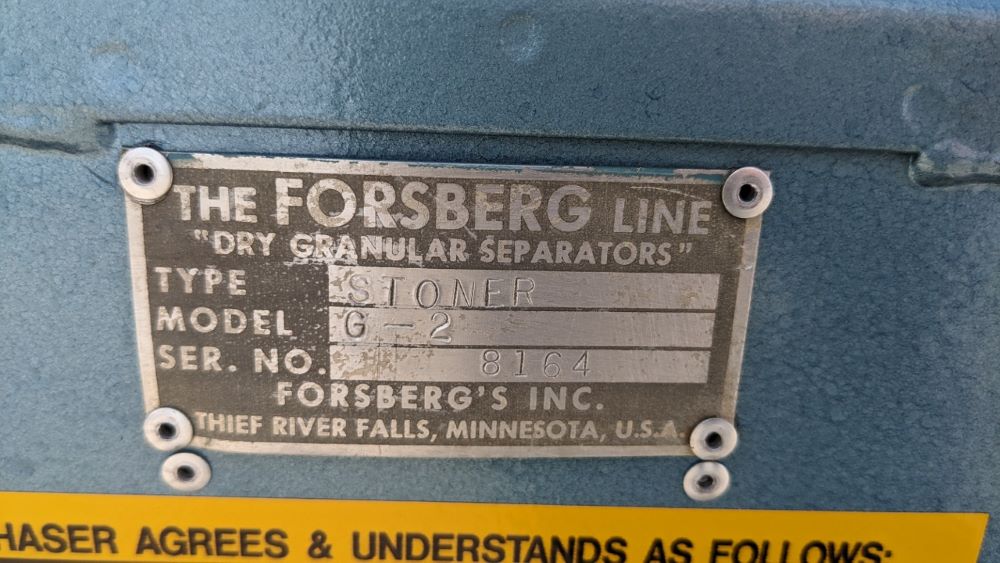 THE FORSBERG LINE
"DRY GRANULAR SEPARATORS"
TYPE STONER
MODEL G-2
SER. NO. 8164
FORSBERG'S INC.
THIEF RIVER FALLS, MINNESOTA, U.S.A.
HASER AGREES & UNDERSTANDS AS FOLLOWS: